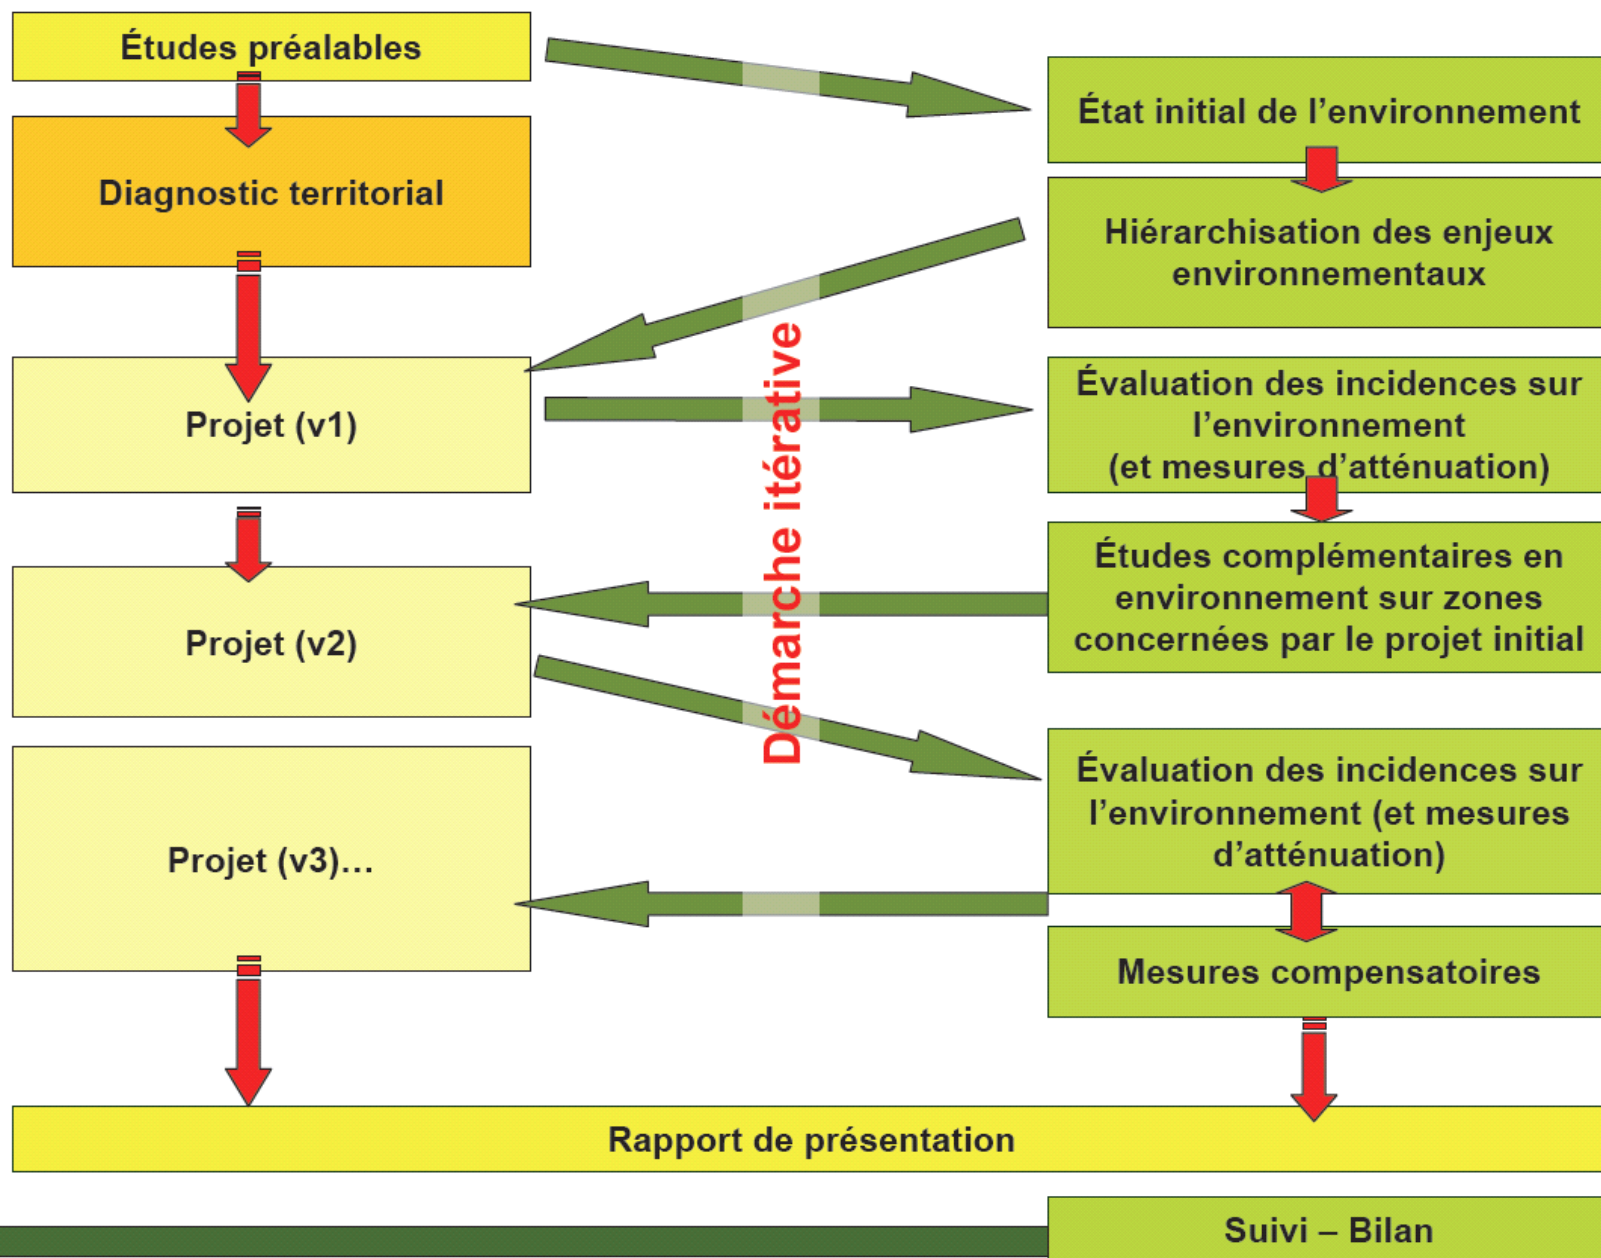 Études préalables
État initial de l’environnement
Diagnostic territorial
Hiérarchisation des enjeux
environnementaux
Projet (v1)
Évaluation des incidences sur
l’environnement
(et mesures d’atténuation)
Démarche itérative
Études complémentaires en
environnement sur zones
concernées par le projet initial
Projet (v2)
Évaluation des incidences sur
l’environnement (et mesures
d’atténuation)
Projet (v3)…
Mesures compensatoires
Rapport de présentation
Suivi – Bilan